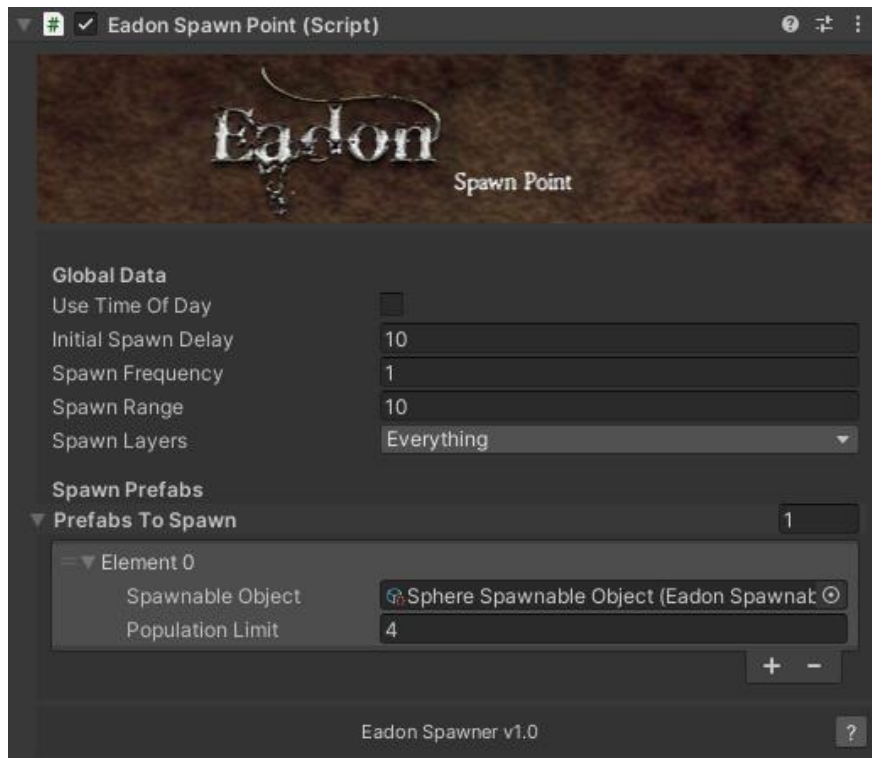 # Eadon Spawn Point (Script)
Eadon
Spawn Point
Global Data
Use Time Of Day
Initial Spawn Delay 10
Spawn Frequency 1
Spawn Range 10
Spawn Layers Everything
Spawn Prefabs
Prefabs To Spawn 1
Element 0
Spawnable Object Sphere Spawnable Object (Eadon Spawnab
Population Limit 4
+ -
Eadon Spawner v1.0 ?